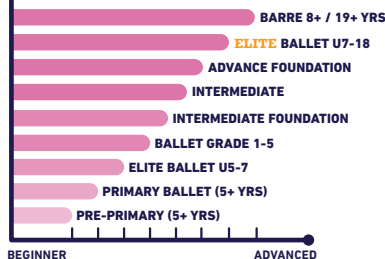 BARRE 8+ / 19+ YRS
ELITE BALLET U7-18
ADVANCE FOUNDATION
INTERMEDIATE
INTERMEDIATE FOUNDATION
BALLET GRADE 1-5
ELITE BALLET U5-7
PRIMARY BALLET (5+ YRS)
PRE-PRIMARY (5+ YRS)
BEGINNER ADVANCED